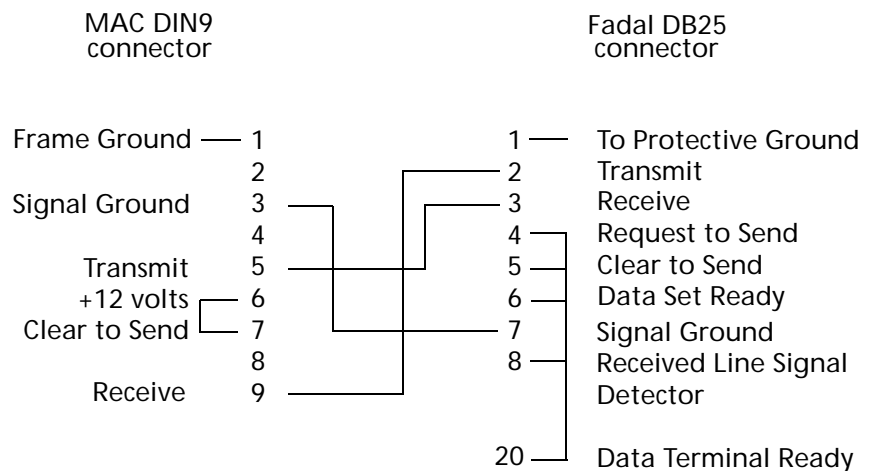 MAC DIN9
connector
Fadal DB25
connector
Frame Ground 1
2
Signal Ground 3
4
Transmit 5
+12 volts 6
Clear to Send 7
8
Receive 9
1 To Protective Ground
2 Transmit
3 Receive
4 Request to Send
5 Clear to Send
6 Data Set Ready
7 Signal Ground
8 Received Line Signal
Detector
20 Data Terminal Ready